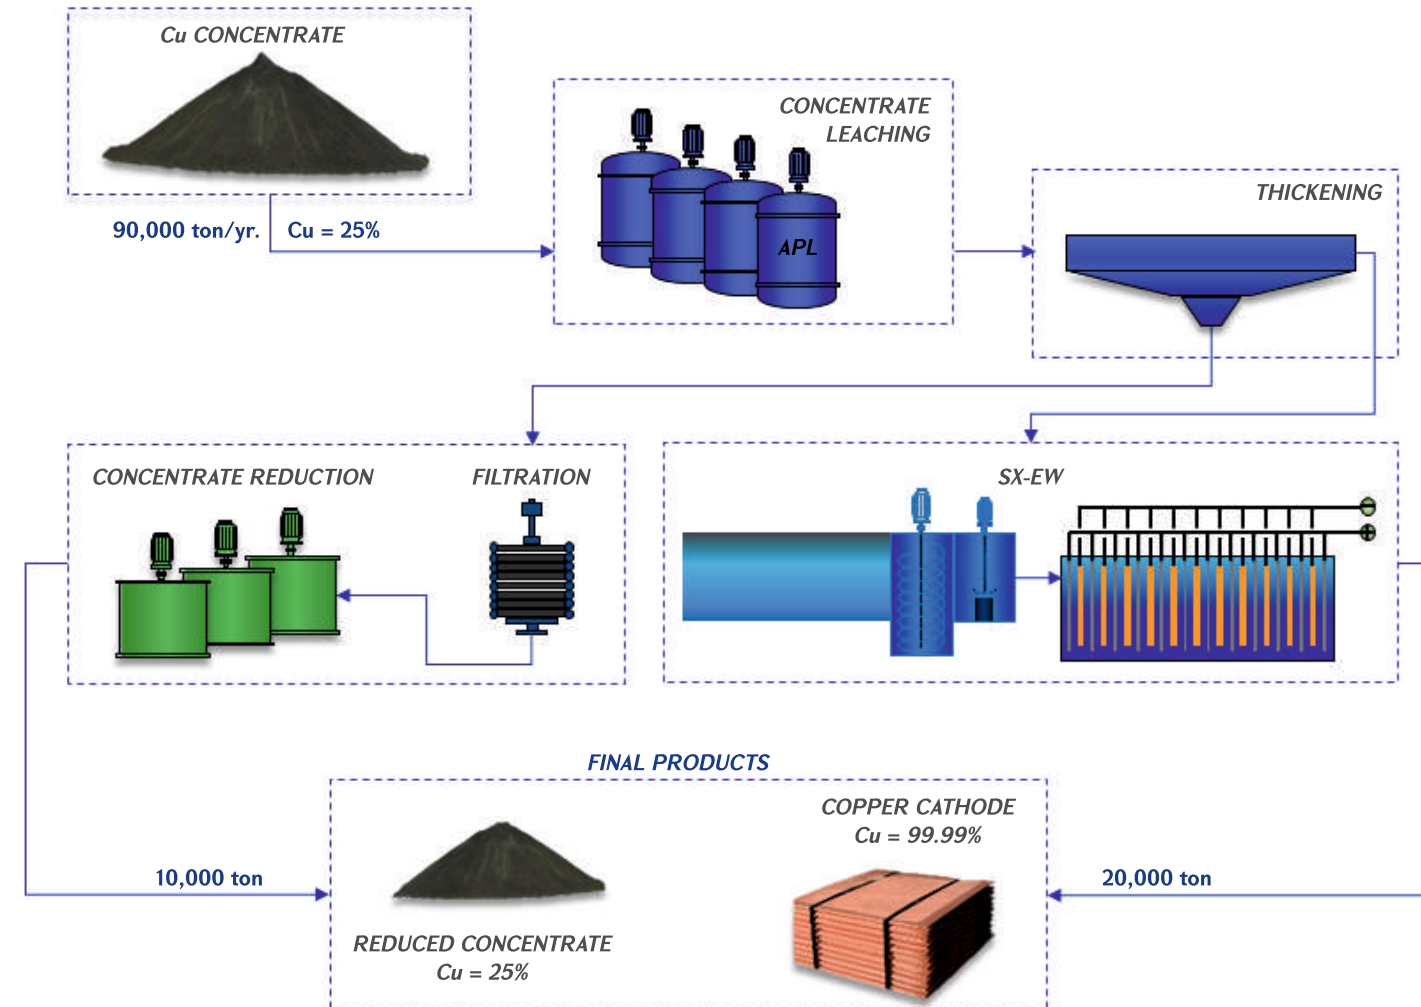 Cu CONCENTRATE
90,000 ton/yr.
Cu = 25%
CONCENTRATE
LEACHING
APL
THICKENING
CONCENTRATE REDUCTION
FILTRATION
SX-EW
FINAL PRODUCTS
10,000 ton
REDUCED CONCENTRATE
Cu = 25%
COPPER CATHODE
Cu = 99.99%
20,000 ton